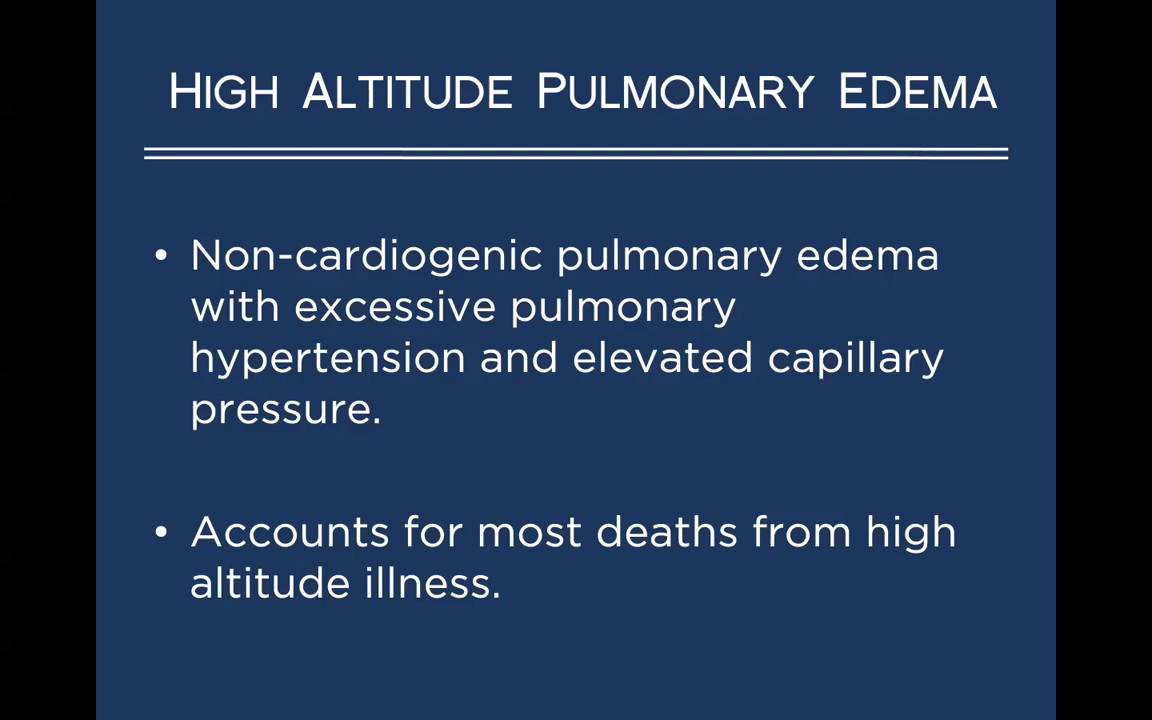 High Altitude Pulmonary Edema
• Non-cardiogenic pulmonary edema
with excessive pulmonary
hypertension and elevated capillary
pressure.
• Accounts for most deaths from high
altitude illness.